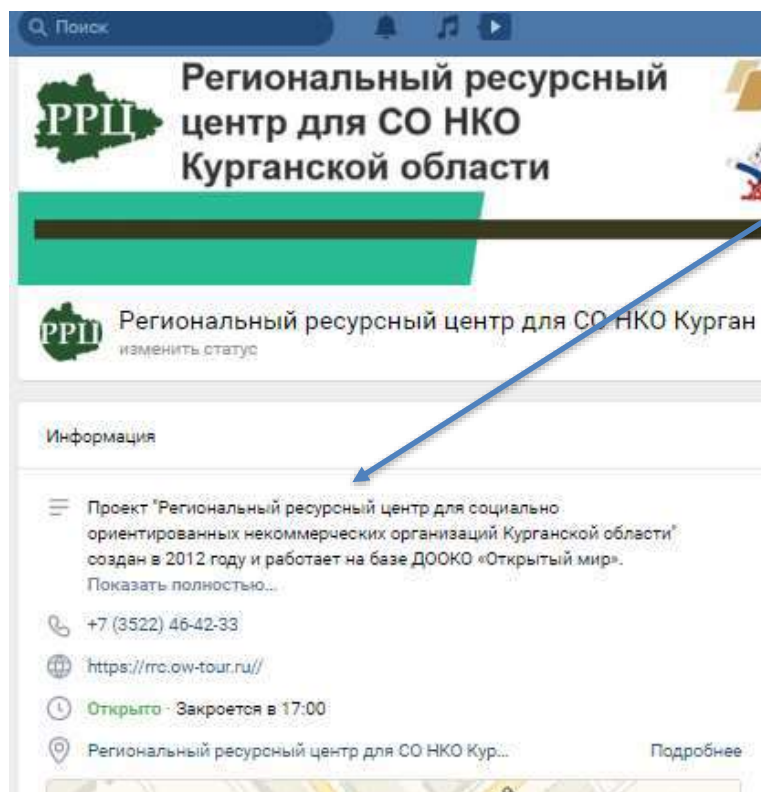 Поиск
РРЦ
Региональный ресурсный
центр для СО НКО
Курганской области
РРЦ
Региональный ресурсный центр для СО НКО Курган
изменить статус
Информация
Проект "Региональный ресурсный центр для социально
ориентированных некоммерческих организаций Курганской области"
создан в 2012 году и работает на базе ДООКО «Открытый мир».
Показать полностью...
+7 (3522) 46-42-33
https://rrc.ow-tour.ru//
Открыто · Закроется в 17:00
Региональный ресурсный центр для СО НКО Кур...
Подробнее